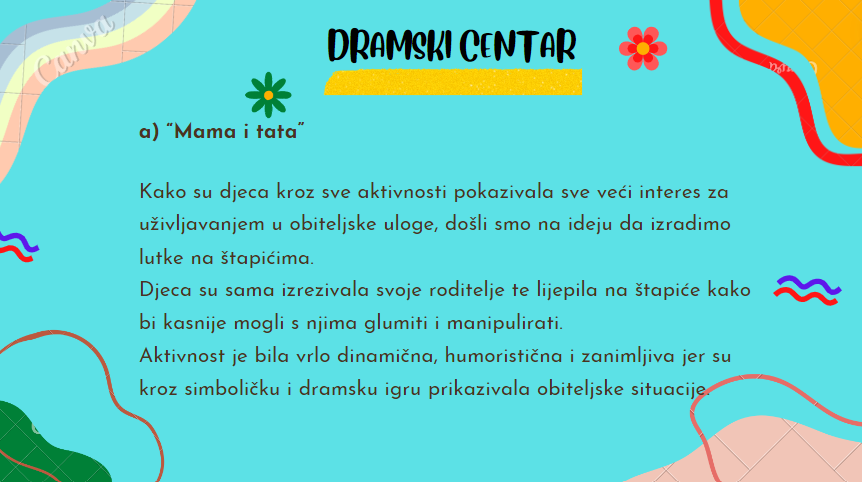 Canva
DRAMSKI CENTAR
a) "Mama i tata"
Kako su djeca kroz sve aktivnosti pokazivala sve veći interes za
uživljavanjem u obiteljske uloge, došli smo na ideju da izradimo
lutke na štapićima.
Djeca su sama izrezivala svoje roditelje te lijepila na štapiće kako
bi kasnije mogli s njima glumiti i manipulirati.
Aktivnost je bila vrlo dinamična, humoristična i zanimljiva jer su
kroz simboličku i dramsku igru prikazivala obiteljske situacije.